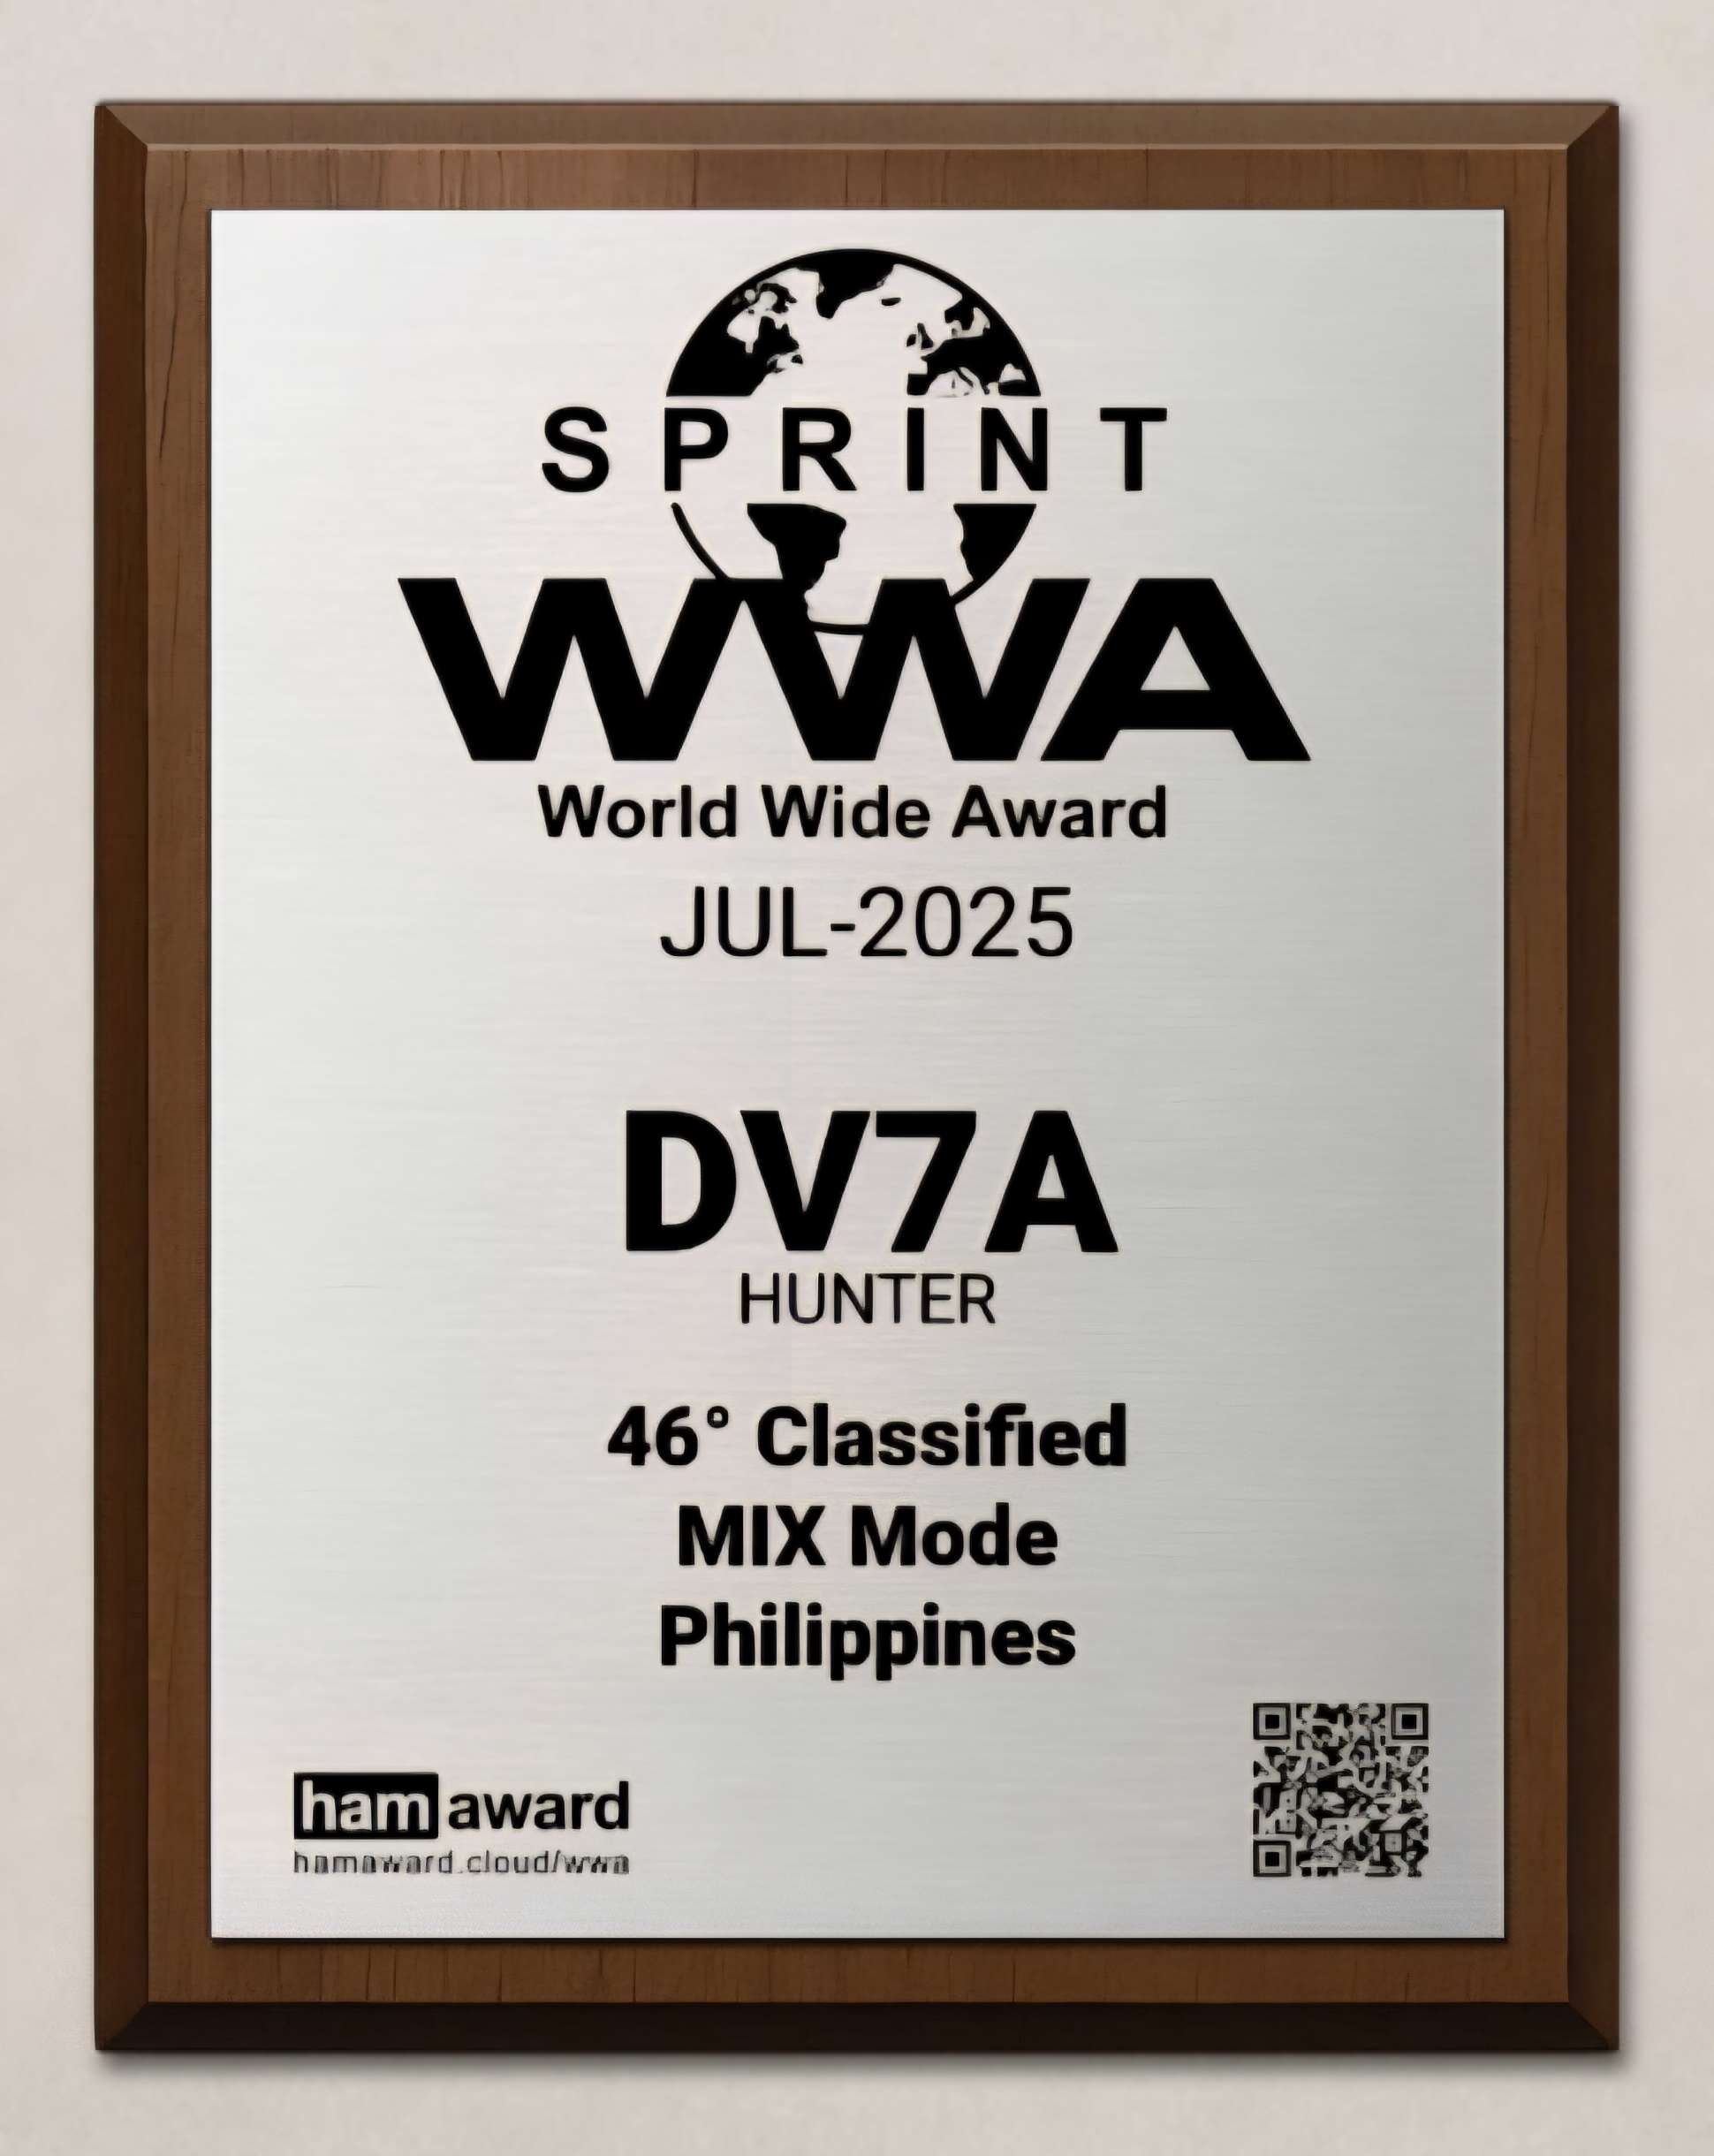 SPRINT
WWA
World Wide Award
JUL-2025
DV7A
HUNTER
46° Classified
MIX Mode
Philippines
ham award
hamaward.cloud/wwa